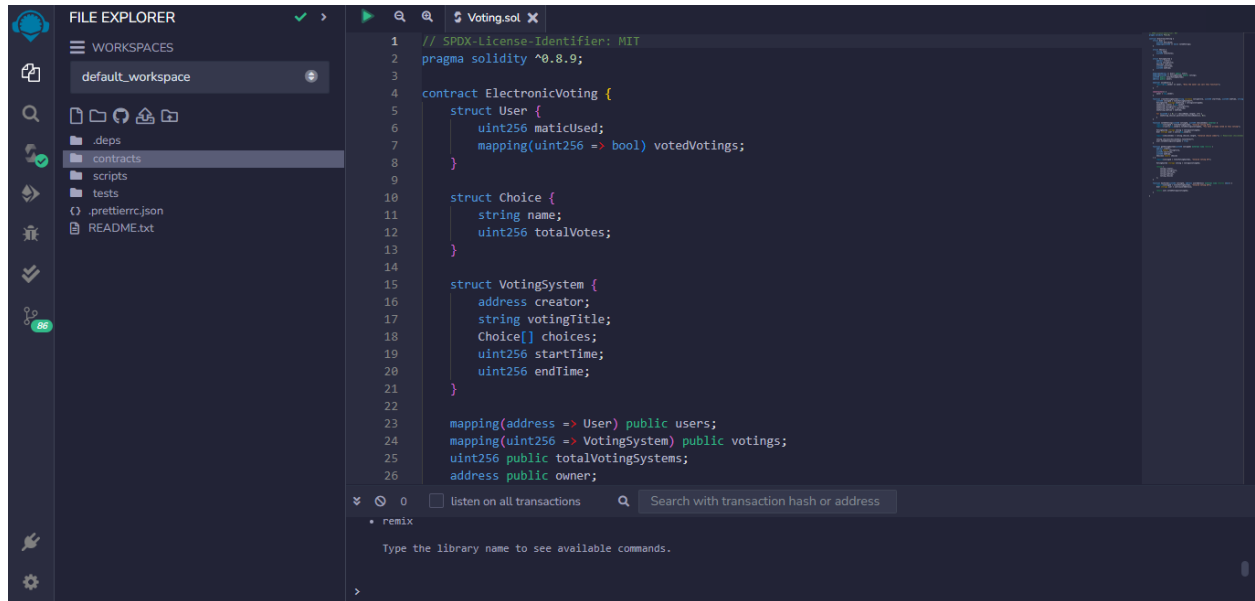 FILE EXPLORER
WORKSPACES
default_workspace
.deps
contracts
scripts
tests
.prettierrc.json
README.txt
86
Voting.sol
1 // SPDX-License-Identifier: MIT
2 pragma solidity ^0.8.9;
3
4 contract ElectronicVoting {
5 struct User {
6 uint256 maticUsed;
7 mapping(uint256 => bool) votedVotings;
8 }
9
10 struct Choice {
11 string name;
12 uint256 totalVotes;
13 }
14
15 struct VotingSystem {
16 address creator;
17 string votingTitle;
18 Choice[] choices;
19 uint256 startTime;
20 uint256 endTime;
21 }
22
23 mapping(address => User) public users;
24 mapping(uint256 => VotingSystem) public votings;
25 uint256 public totalVotingSystems;
26 address public owner;
0 listen on all transactions Search with transaction hash or address
• remix
Type the library name to see available commands.
>